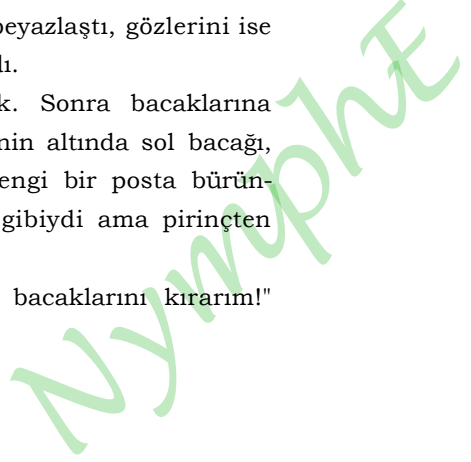 beyazlaştı, gözlerini ise
k. Sonra bacaklarına
nin altında sol bacağı,
engi bir posta bürün-
gibiydi ama pirinçten
bacaklarını kırarım!"
NymphE